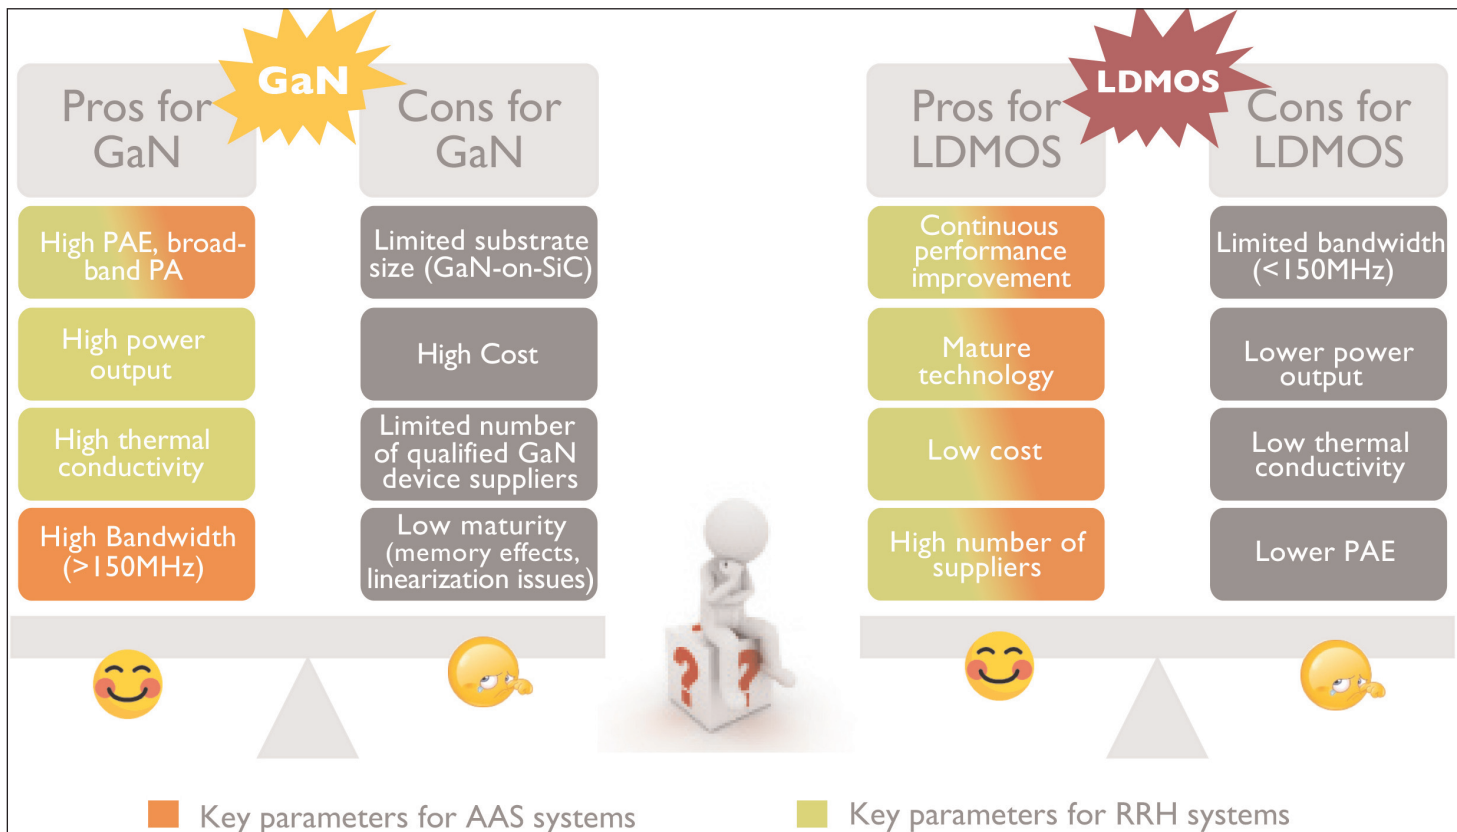 GaN
Pros for
GaN
Cons for
GaN
High PAE, broad-
band PA
High power
output
High thermal
conductivity
High Bandwidth
(>150MHz)
Limited substrate
size (GaN-on-SiC)
High Cost
Limited number
of qualified GaN
device suppliers
Low maturity
(memory effects,
linearization issues)
? ?
LDMOS
Pros for
LDMOS
Cons for
LDMOS
Continuous
performance
improvement
Mature
technology
Low cost
High number of
suppliers
Limited bandwidth
(<150MHz)
Lower power
output
Low thermal
conductivity
Lower PAE
Key parameters for AAS systems
Key parameters for RRH systems